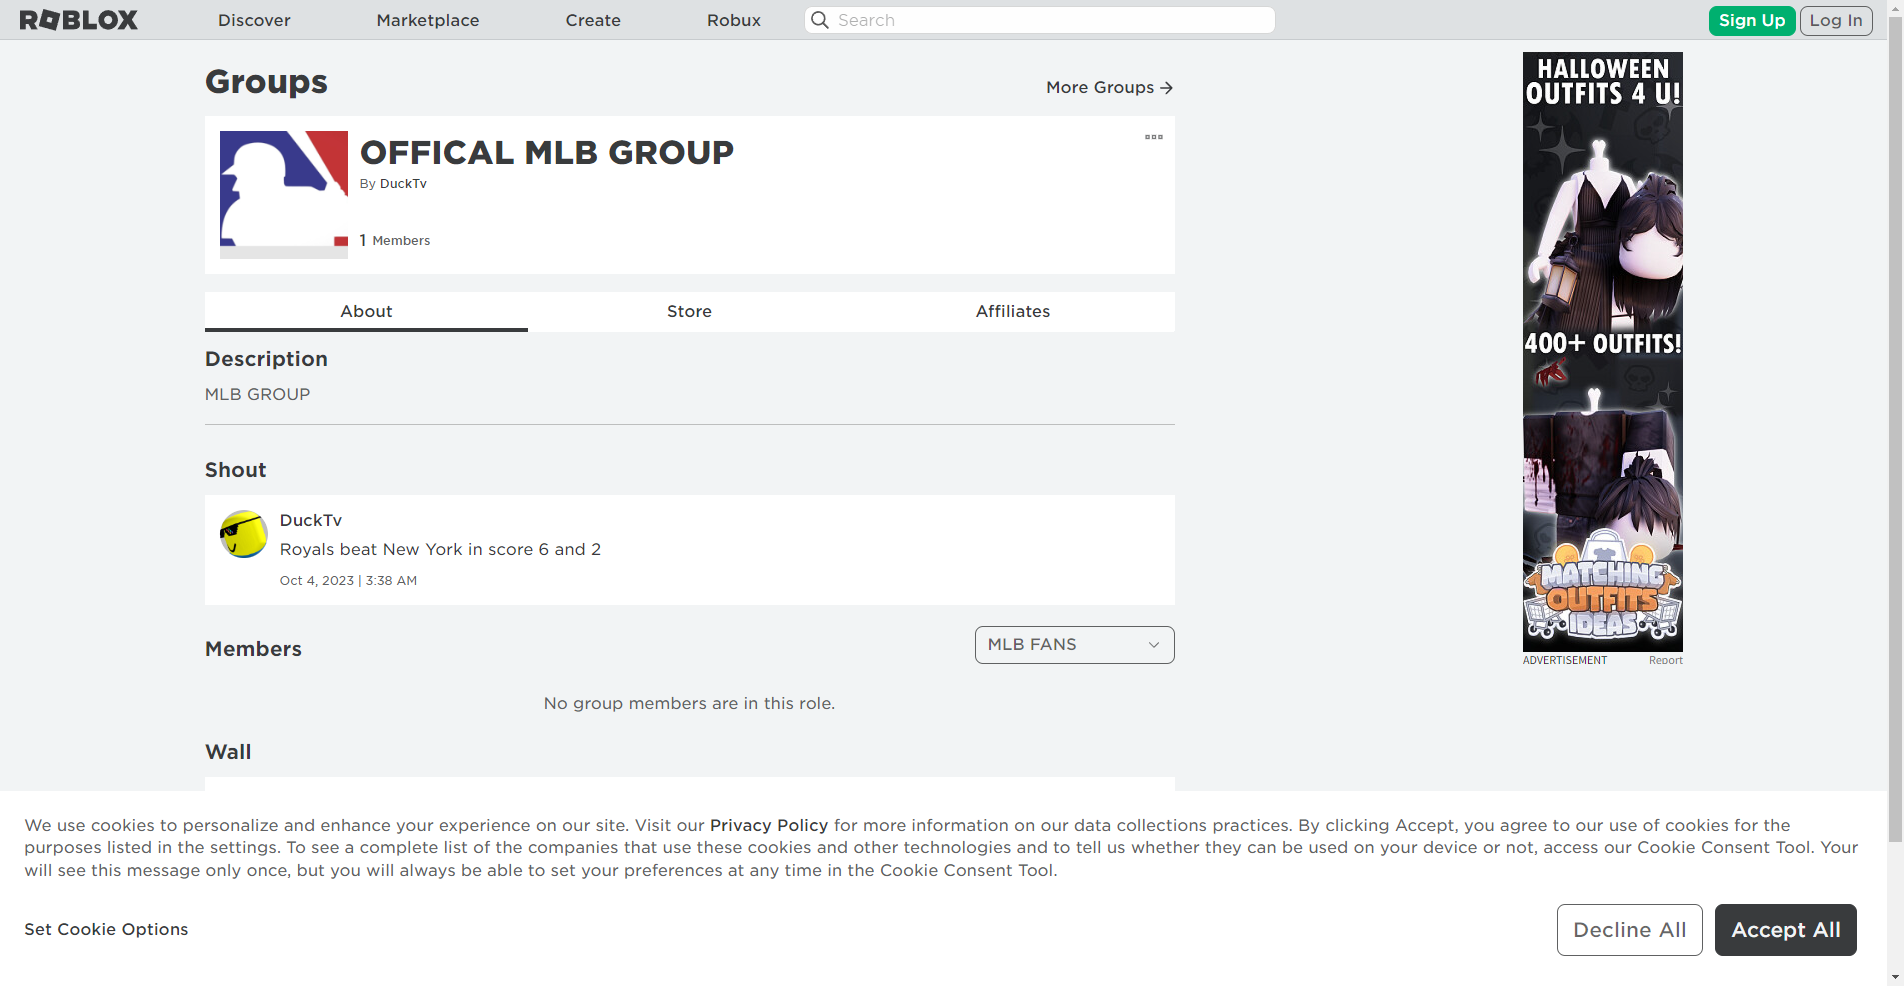 ROBLOX
Discover
Marketplace
Create
Robux
Search
Sign Up
Log In
Groups
More Groups
OFFICAL MLB GROUP
By DuckTv
1 Members
About
Store
Affiliates
Description
MLB GROUP
Shout
DuckTv
Royals beat New York in score 6 and 2
Oct 4, 2023 | 3:38 AM
Members
MLB FANS
No group members are in this role.
Wall
HALLOWEEN
OUTFITS 4 U!
400+ OUTFITS!
MATCHING
OUTFITS
IDEAS
ADVERTISEMENT
Report
We use cookies to personalize and enhance your experience on our site. Visit our Privacy Policy for more information on our data collections practices. By clicking Accept, you agree to our use of cookies for the
purposes listed in the settings. To see a complete list of the companies that use these cookies and other technologies and to tell us whether they can be used on your device or not, access our Cookie Consent Tool. Your
will see this message only once, but you will always be able to set your preferences at any time in the Cookie Consent Tool.
Set Cookie Options
Decline All
Accept All